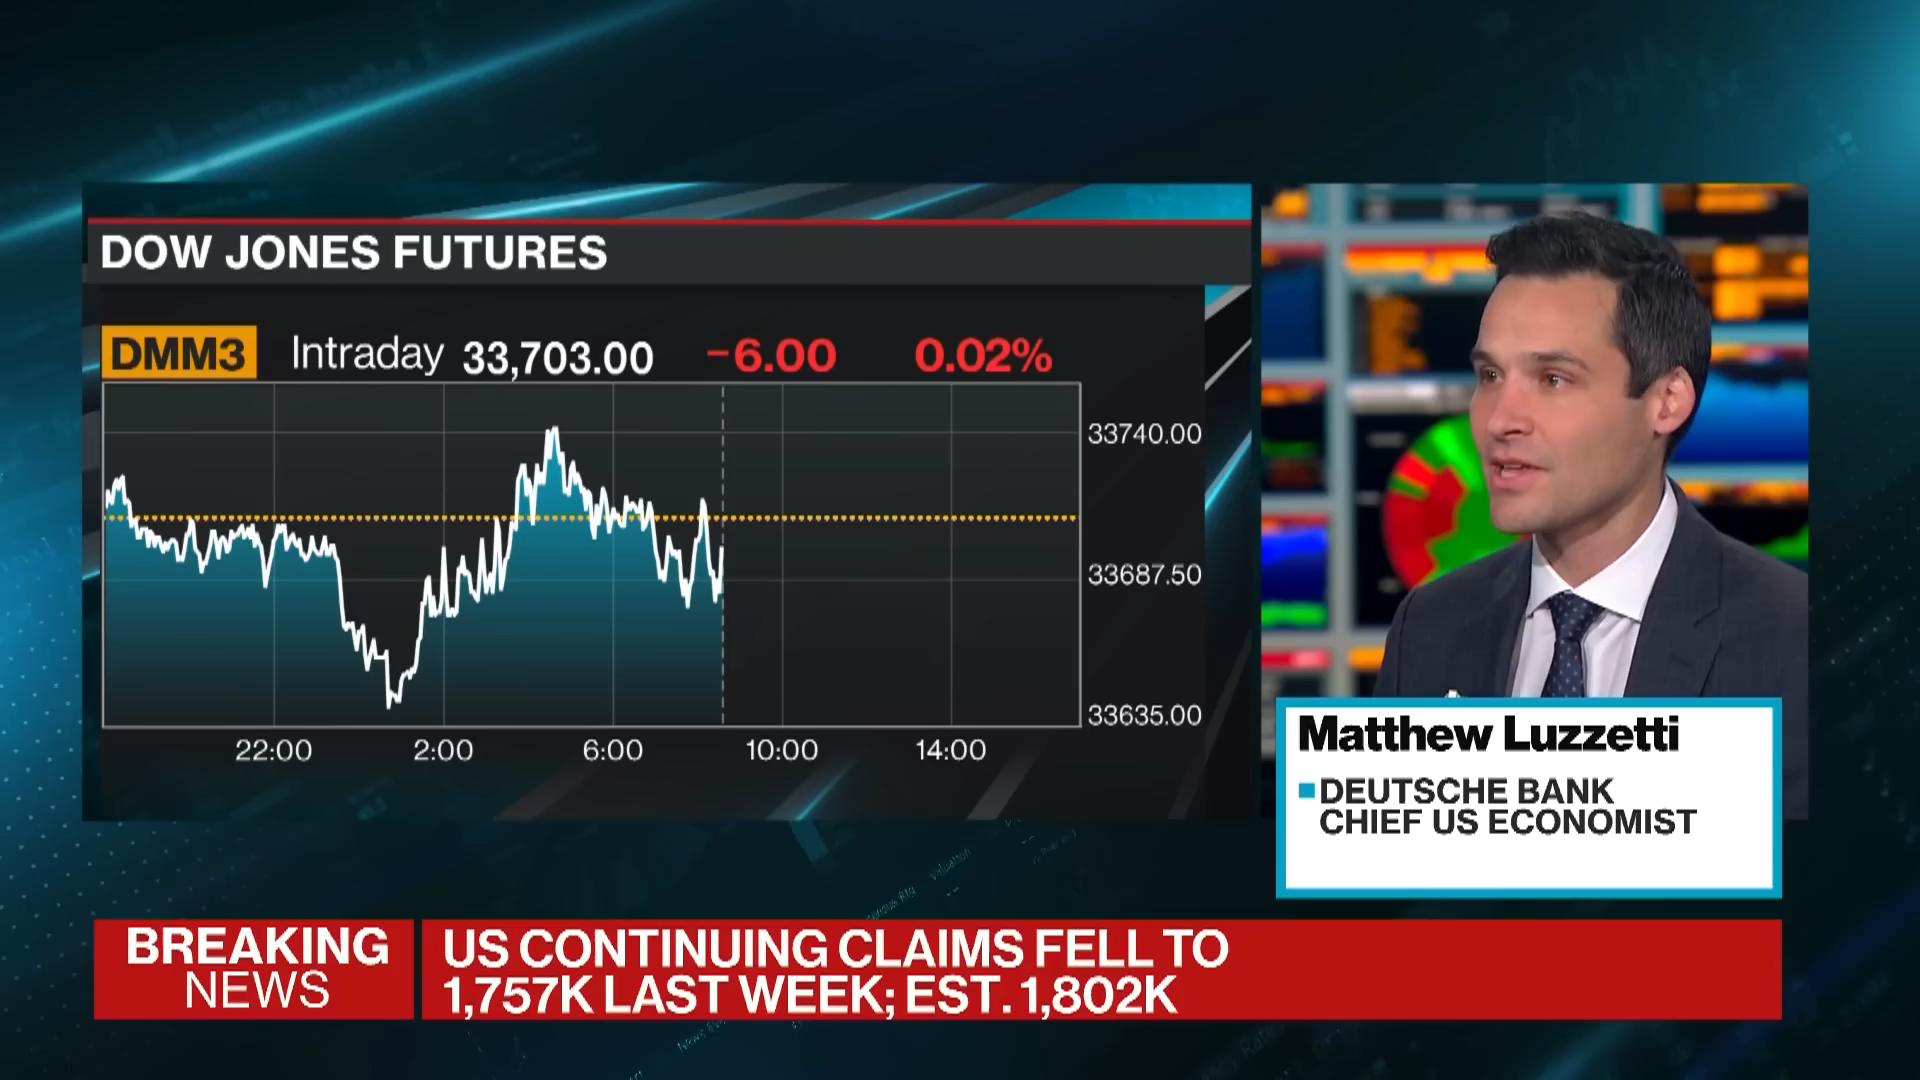 DOW JONES FUTURES
DMM3 Intraday 33,703.00 -6.00 0.02%
33740.00
33687.50
33635.00
22:00 2:00 6:00 10:00 14:00
Matthew Luzzetti
DEUTSCHE BANK
CHIEF US ECONOMIST
BREAKING
NEWS
US CONTINUING CLAIMS FELL TO
1,757K LAST WEEK; EST. 1,802K